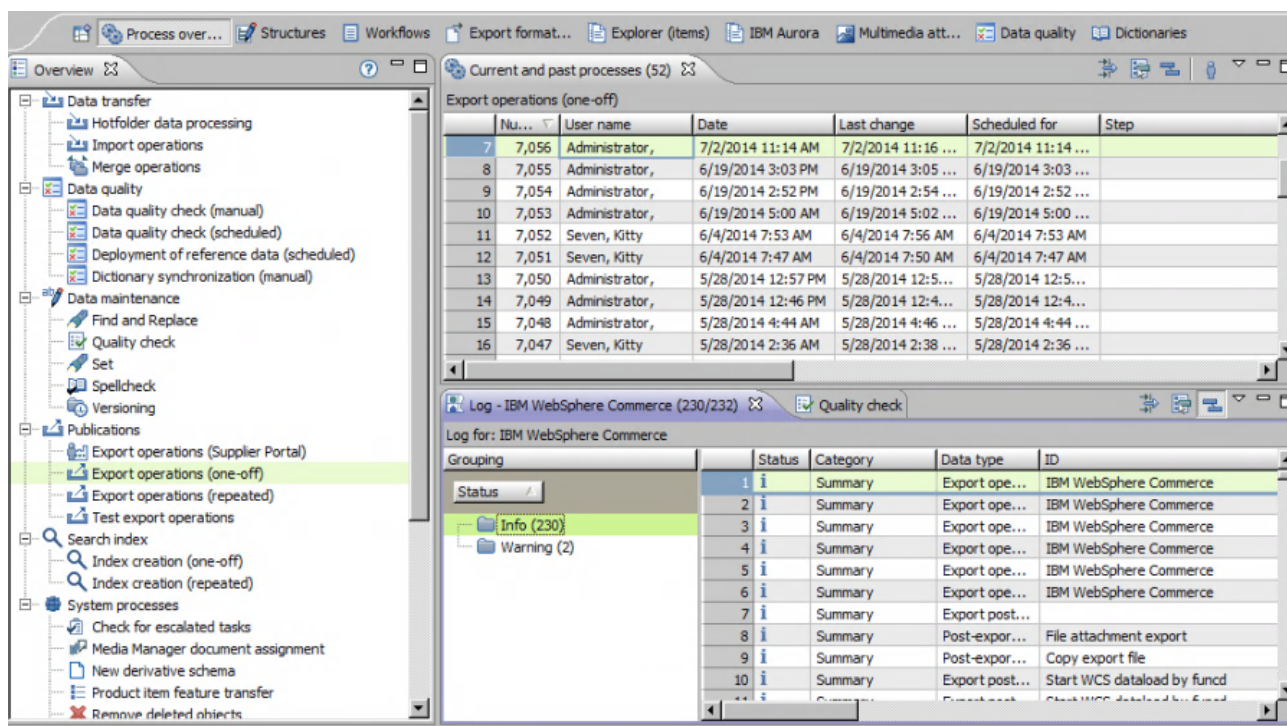 Process over... Structures Workflows Export format... Explorer (items) IBM Aurora Multimedia att... Data quality Dictionaries
Overview
Data transfer
Hotfolder data processing
Import operations
Merge operations
Data quality
Data quality check (manual)
Data quality check (scheduled)
Deployment of reference data (scheduled)
Dictionary synchronization (manual)
Data maintenance
Find and Replace
Quality check
Set
Spellcheck
Versioning
Publications
Export operations (Supplier Portal)
Export operations (one-off)
Export operations (repeated)
Test export operations
Search index
Index creation (one-off)
Index creation (repeated)
System processes
Check for escalated tasks
Media Manager document assignment
New derivative schema
Product item feature transfer
Remove deleted objects
Current and past processes (52)
Export operations (one-off)
Nu... User name Date Last change Scheduled for Step
7 7,056 Administrator, 7/2/2014 11:14 AM 7/2/2014 11:16 ... 7/2/2014 11:14 ...
8 7,055 Administrator, 6/19/2014 3:03 PM 6/19/2014 3:05 ... 6/19/2014 3:03 ...
9 7,054 Administrator, 6/19/2014 2:52 PM 6/19/2014 2:54 ... 6/19/2014 2:52 ...
10 7,053 Administrator, 6/19/2014 5:00 AM 6/19/2014 5:02 ... 6/19/2014 5:00 ...
11 7,052 Seven, Kitty 6/4/2014 7:53 AM 6/4/2014 7:56 AM 6/4/2014 7:53 AM
12 7,051 Seven, Kitty 6/4/2014 7:47 AM 6/4/2014 7:50 AM 6/4/2014 7:47 AM
13 7,050 Administrator, 5/28/2014 12:57 PM 5/28/2014 12:5... 5/28/2014 12:5...
14 7,049 Administrator, 5/28/2014 12:46 PM 5/28/2014 12:4... 5/28/2014 12:4...
15 7,048 Administrator, 5/28/2014 4:44 AM 5/28/2014 4:46 ... 5/28/2014 4:44 ...
16 7,047 Seven, Kitty 5/28/2014 2:36 AM 5/28/2014 2:38 ... 5/28/2014 2:36 ...
Log - IBM WebSphere Commerce (230/232) Quality check
Log for: IBM WebSphere Commerce
Grouping
Status
Info (230)
Warning (2)
Status Category Data type ID
1 i Summary Export ope... IBM WebSphere Commerce
2 i Summary Export ope... IBM WebSphere Commerce
3 i Summary Export ope... IBM WebSphere Commerce
4 i Summary Export ope... IBM WebSphere Commerce
5 i Summary Export ope... IBM WebSphere Commerce
6 i Summary Export ope... IBM WebSphere Commerce
7 i Summary Export post...
8 i Summary Post-expor... File attachment export
9 i Summary Post-expor... Copy export file
10 i Summary Export post... Start WCS dataload by funcd